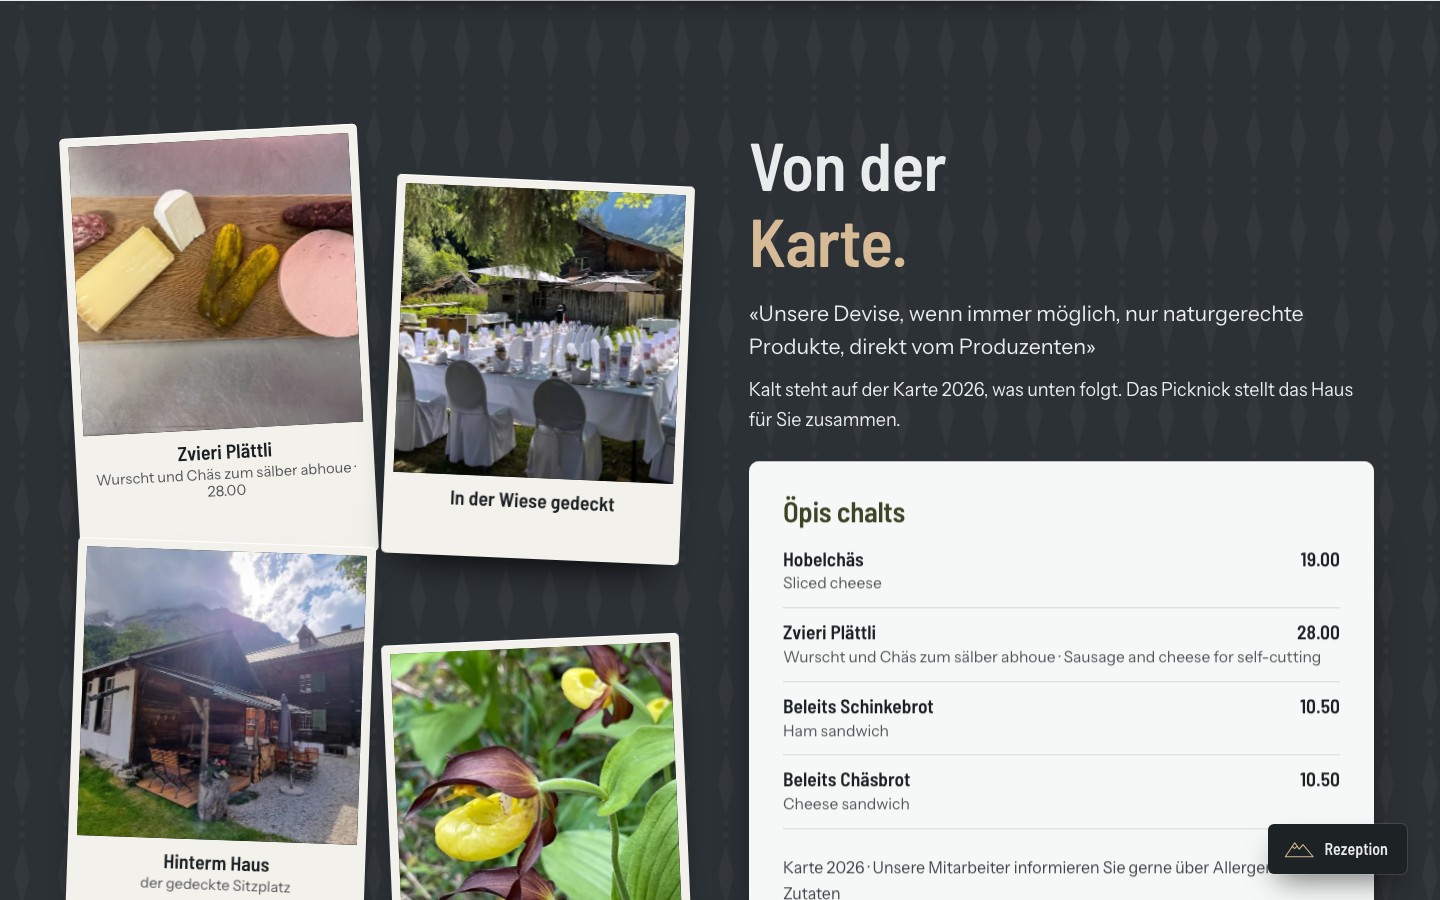 Zvieri Plättli
Wurscht und Chäs zum sälber abhoue ·
28.00
In der Wiese gedeckt
Hinterm Haus
der gedeckte Sitzplatz
Von der
Karte.
«Unsere Devise, wenn immer möglich, nur naturgerechte
Produkte, direkt vom Produzenten»
Kalt steht auf der Karte 2026, was unten folgt. Das Picknick stellt das Haus
für Sie zusammen.
Öpis chalts
Hobelchäs 19.00
Sliced cheese
Zvieri Plättli 28.00
Wurscht und Chäs zum sälber abhoue · Sausage and cheese for self-cutting
Beleits Schinkebrot 10.50
Ham sandwich
Beleits Chäsbrot 10.50
Cheese sandwich
Karte 2026 · Unsere Mitarbeiter informieren Sie gerne über
Zutaten
Rezeption